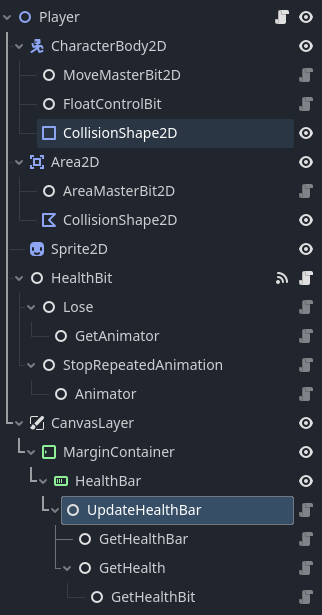 Player
CharacterBody2D
MoveMasterBit2D
FloatControlBit
CollisionShape2D
Area2D
AreaMasterBit2D
CollisionShape2D
Sprite2D
HealthBit
Lose
GetAnimator
StopRepeatedAnimation
Animator
CanvasLayer
MarginContainer
HealthBar
UpdateHealthBar
GetHealthBar
GetHealth
GetHealthBit